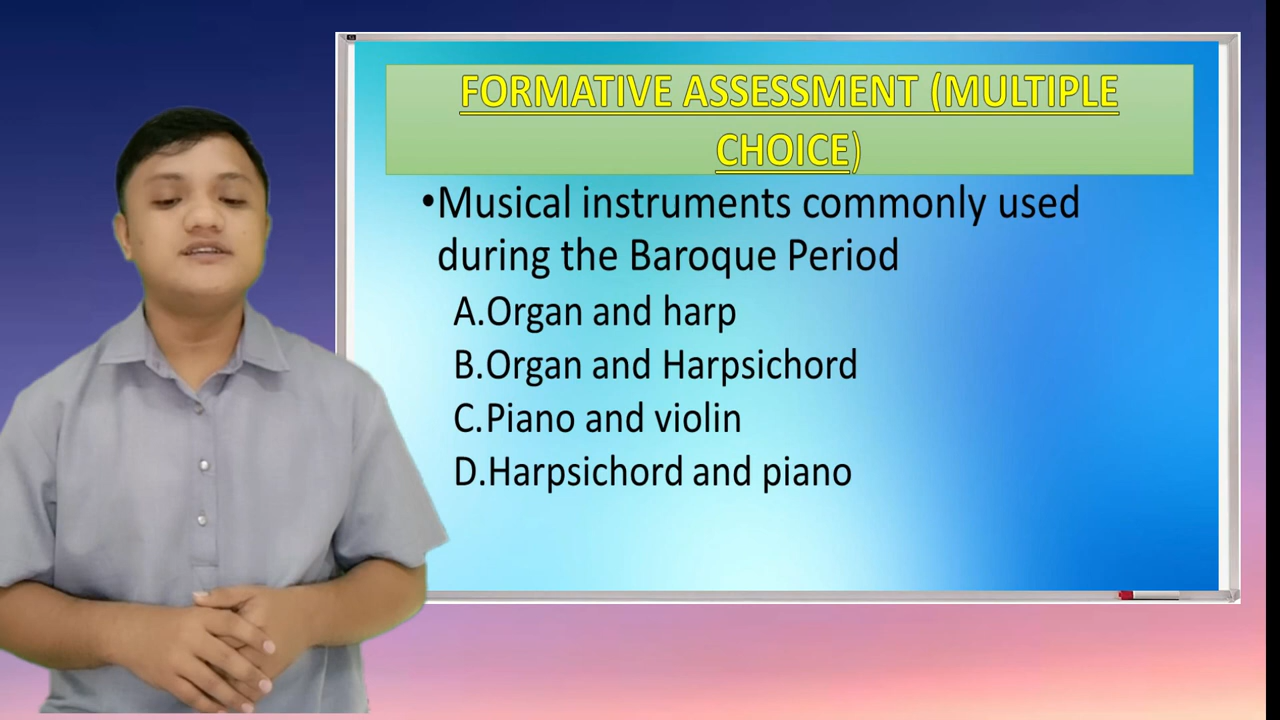 FORMATIVE ASSESSMENT (MULTIPLE
CHOICE)
•Musical instruments commonly used
during the Baroque Period
A.Organ and harp
B.Organ and Harpsichord
C.Piano and violin
D.Harpsichord and piano